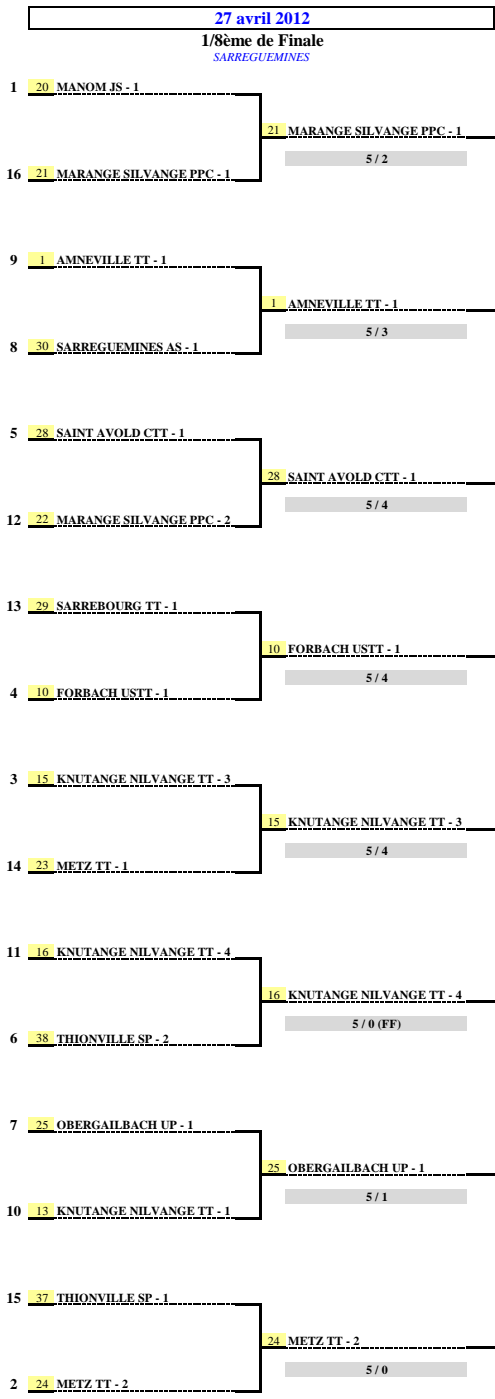 27 avril 2012
1/8ème de Finale
SARREGUEMINES
1 20 MANOM JS - 1
21 MARANGE SILVANGE PPC - 1
5 / 2
16 21 MARANGE SILVANGE PPC - 1
9 1 AMNEVILLE TT - 1
1 AMNEVILLE TT - 1
5 / 3
8 30 SARREGUEMINES AS - 1
5 28 SAINT AVOLD CTT - 1
28 SAINT AVOLD CTT - 1
5 / 4
12 22 MARANGE SILVANGE PPC - 2
13 29 SARREBOURG TT - 1
10 FORBACH USTT - 1
5 / 4
4 10 FORBACH USTT - 1
3 15 KNUTANGE NILVANGE TT - 3
15 KNUTANGE NILVANGE TT - 3
5 / 4
14 23 METZ TT - 1
11 16 KNUTANGE NILVANGE TT - 4
16 KNUTANGE NILVANGE TT - 4
5 / 0 (FF)
6 38 THIONVILLE SP - 2
7 25 OBERGAILBACH UP - 1
25 OBERGAILBACH UP - 1
5 / 1
10 13 KNUTANGE NILVANGE TT - 1
15 37 THIONVILLE SP - 1
24 METZ TT - 2
5 / 0
2 24 METZ TT - 2